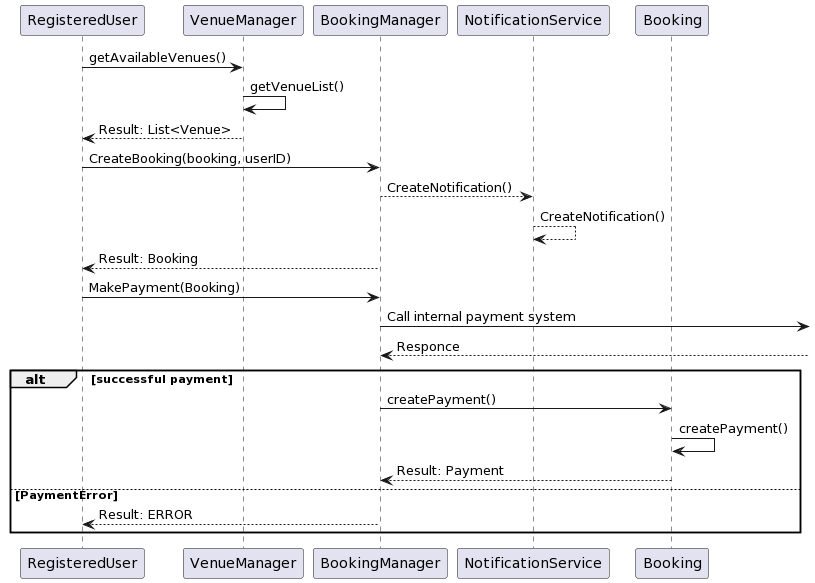 RegisteredUser VenueManager BookingManager NotificationService Booking
getAvailableVenues()
getVenueList()
Result: List<Venue>
CreateBooking(booking, userID)
CreateNotification()
CreateNotification()
Result: Booking
MakePayment(Booking)
Call internal payment system
Responce
alt [successful payment]
createPayment()
createPayment()
Result: Payment
[PaymentError]
Result: ERROR
RegisteredUser VenueManager BookingManager NotificationService Booking